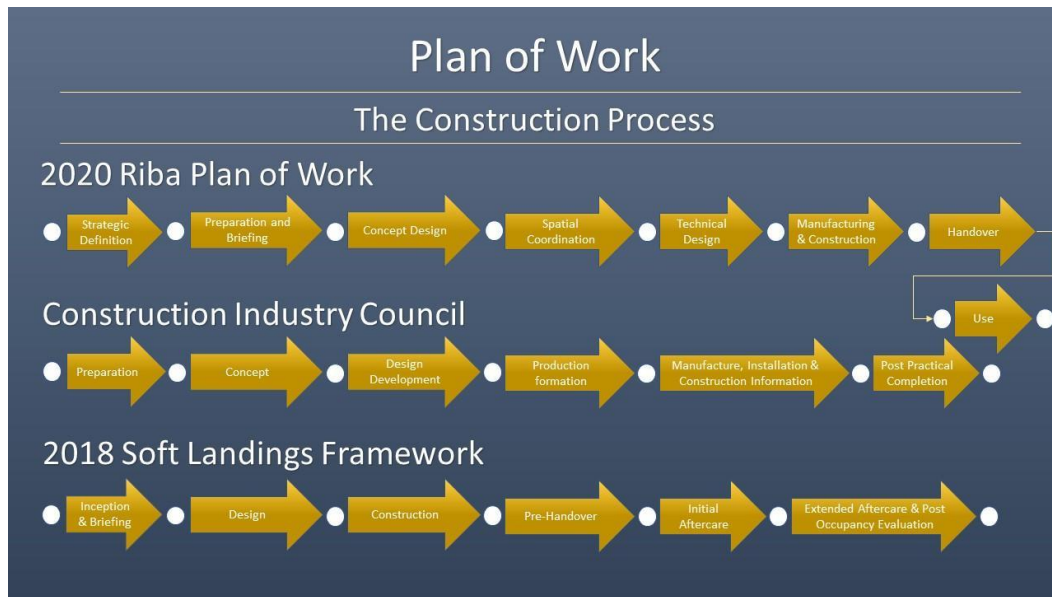 Plan of Work
The Construction Process
2020 Riba Plan of Work
Strategic
Definition
Preparation and
Briefing
Concept Design
Spatial
Coordination
Technical
Design
Manufacturing
& Construction
Handover
Use
Construction Industry Council
Preparation
Concept
Design
Development
Production
formation
Manufacture, Installation &
Construction Information
Post Practical
Completion
2018 Soft Landings Framework
Inception
& Briefing
Design
Construction
Pre-Handover
Initial
Aftercare
Extended Aftercare & Post
Occupancy Evaluation